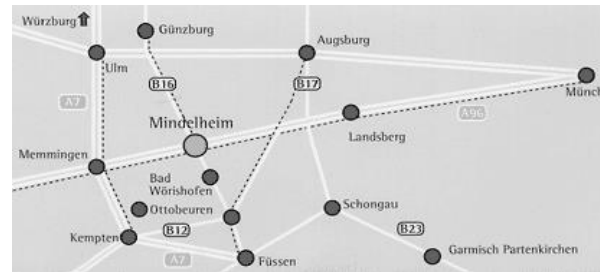 Würzburg
Günzburg
Augsburg
Ulm
B16
B17
A7
Münch
Mindelheim
A96
Landsberg
Memmingen
Bad
Wörishofen
Ottobeuren
Schongau
B12
B23
Kempten
A7
Füssen
Garmisch Partenkirchen